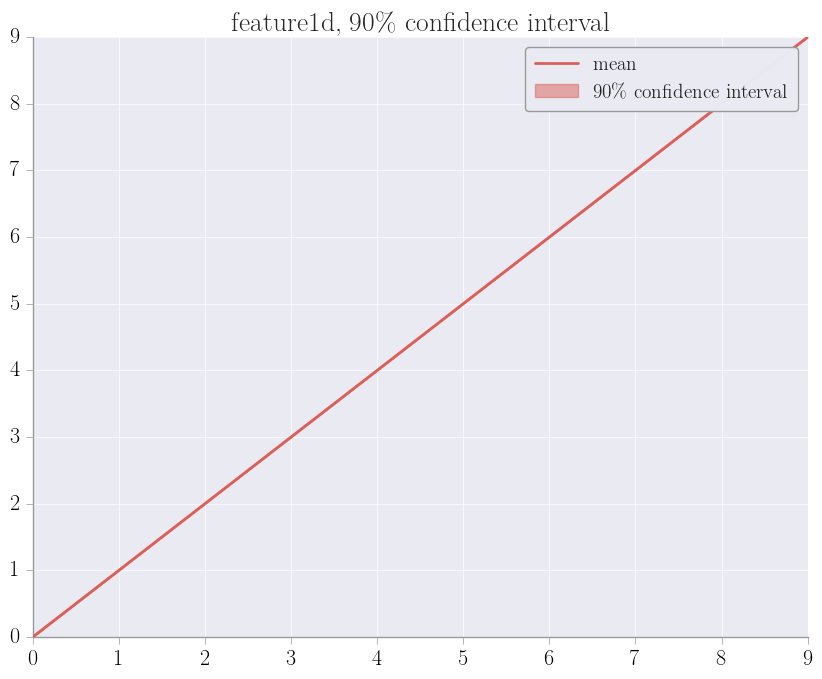 feature1d, 90% confidence interval
mean
90% confidence interval
9
8
7
6
5
4
3
2
1
0
0 1 2 3 4 5 6 7 8 9